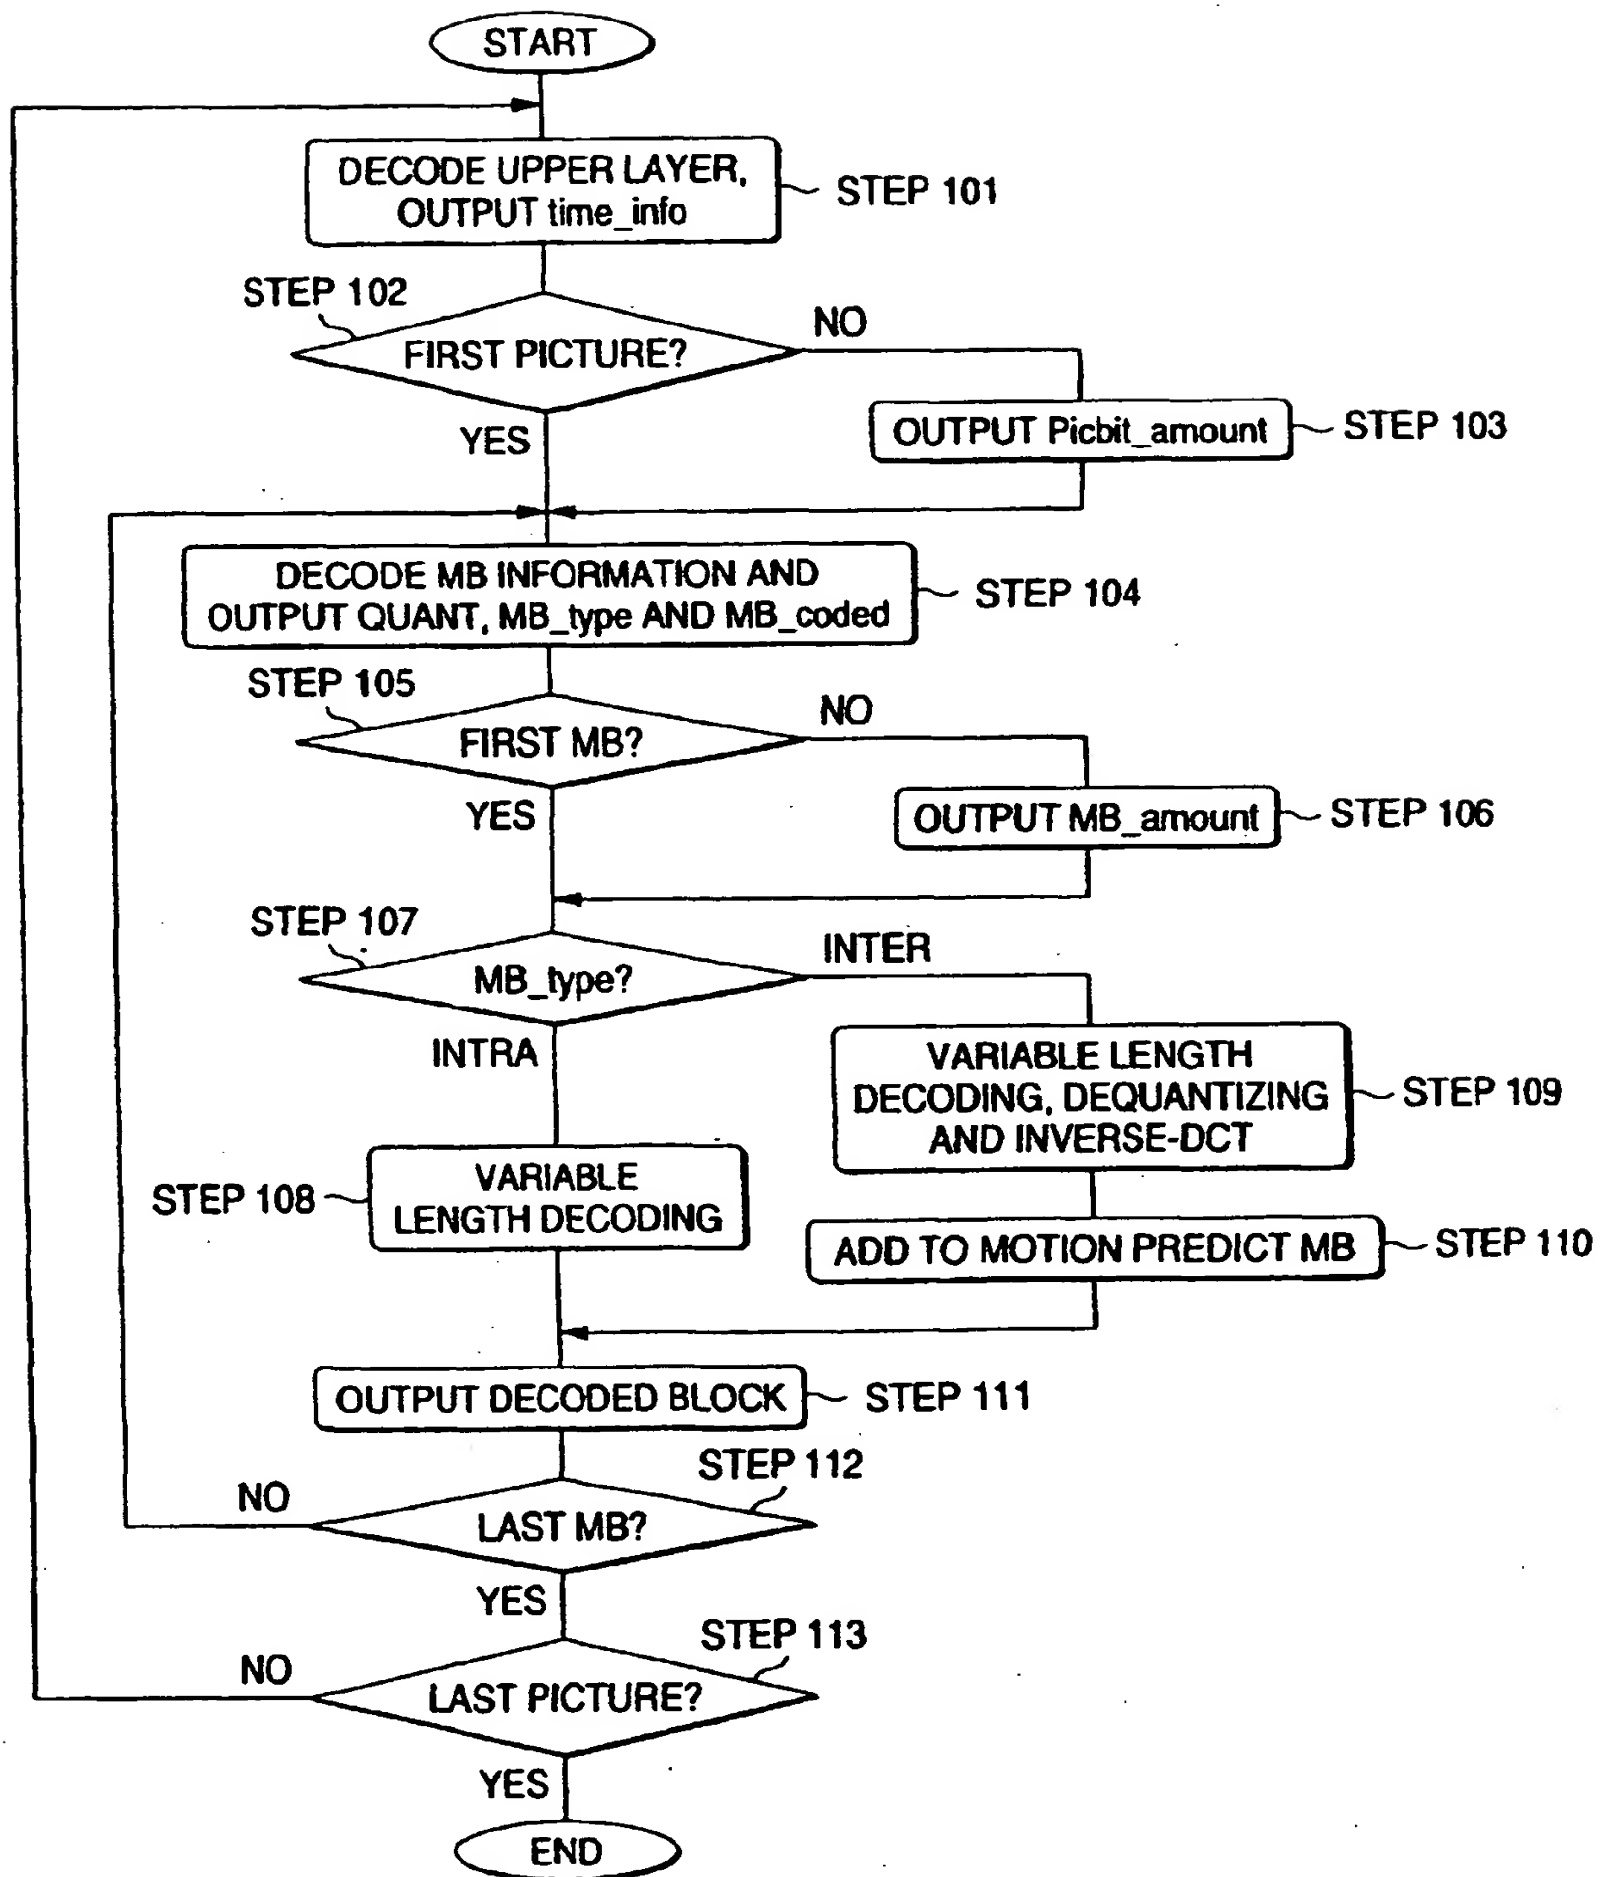 START
DECODE UPPER LAYER,
OUTPUT time_info
STEP 101
STEP 102
FIRST PICTURE?
NO
YES
OUTPUT Picbit_amount
STEP 103
DECODE MB INFORMATION AND
OUTPUT QUANT, MB_type AND MB_coded
STEP 104
STEP 105
FIRST MB?
NO
YES
OUTPUT MB_amount
STEP 106
STEP 107
MB_type?
INTER
INTRA
VARIABLE LENGTH
DECODING, DEQUANTIZING
AND INVERSE-DCT
STEP 109
STEP 108
VARIABLE
LENGTH DECODING
ADD TO MOTION PREDICT MB
STEP 110
OUTPUT DECODED BLOCK
STEP 111
STEP 112
NO
LAST MB?
YES
STEP 113
NO
LAST PICTURE?
YES
END